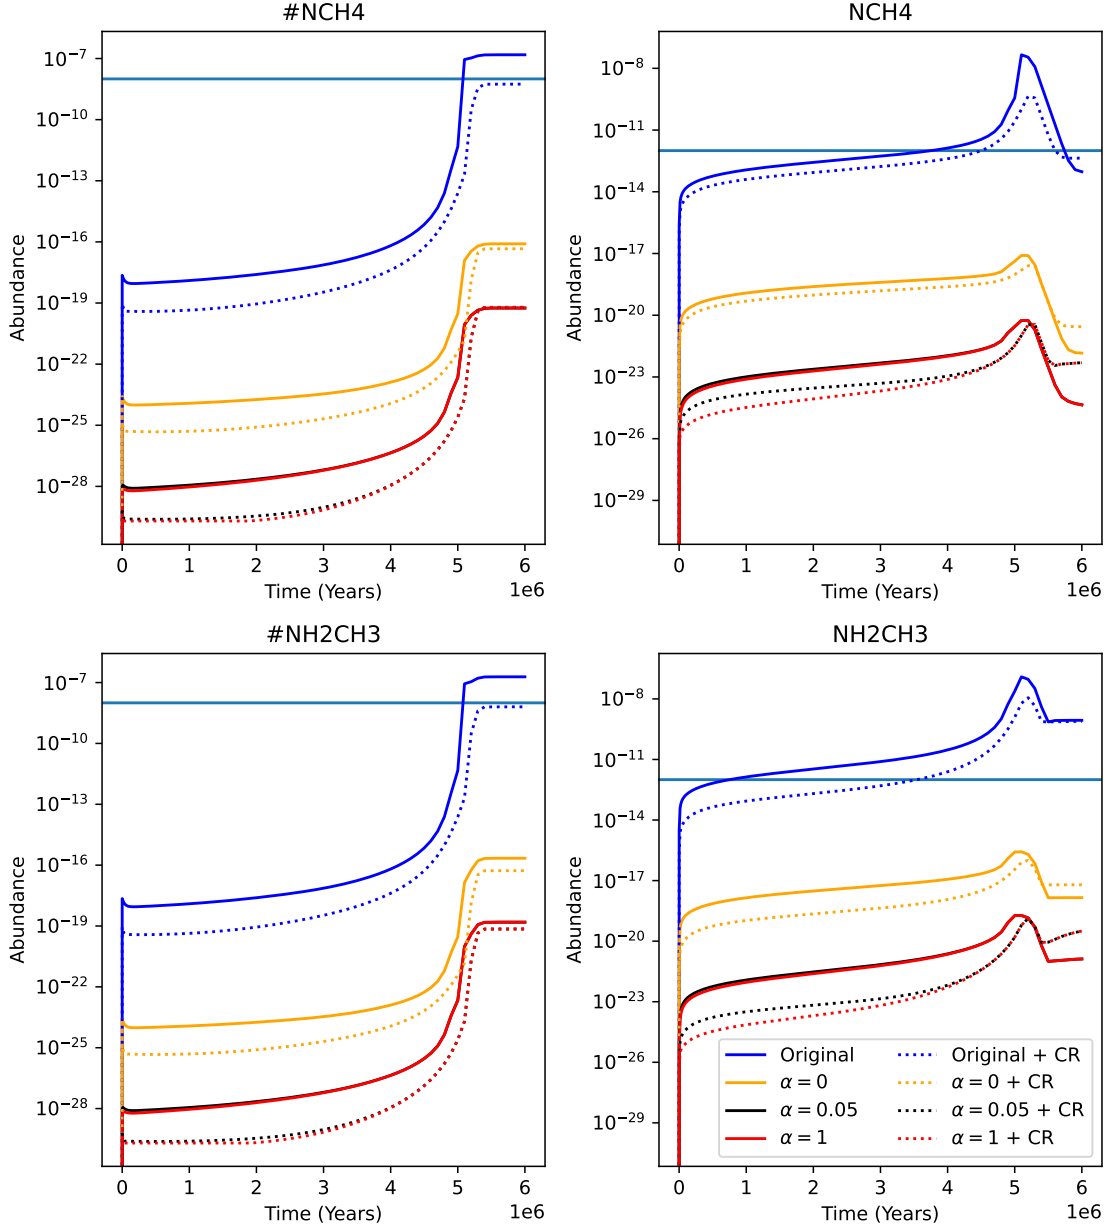 #NCH4
NCH4
Abundance
10⁻⁷
10⁻¹⁰
10⁻¹³
10⁻¹⁶
10⁻¹⁹
10⁻²²
10⁻²⁵
10⁻²⁸
0 1 2 3 4 5 6
Time (Years)
1e6
Abundance
10⁻⁸
10⁻¹¹
10⁻¹⁴
10⁻¹⁷
10⁻²⁰
10⁻²³
10⁻²⁶
10⁻²⁹
0 1 2 3 4 5 6
Time (Years)
1e6
#NH2CH3
NH2CH3
Abundance
10⁻⁷
10⁻¹⁰
10⁻¹³
10⁻¹⁶
10⁻¹⁹
10⁻²²
10⁻²⁵
10⁻²⁸
0 1 2 3 4 5 6
Time (Years)
1e6
Abundance
10⁻⁸
10⁻¹¹
10⁻¹⁴
10⁻¹⁷
10⁻²⁰
10⁻²³
10⁻²⁶
10⁻²⁹
Original
α = 0
α = 0.05
α = 1
Original + CR
α = 0 + CR
α = 0.05 + CR
α = 1 + CR
0 1 2 3 4 5 6
Time (Years)
1e6